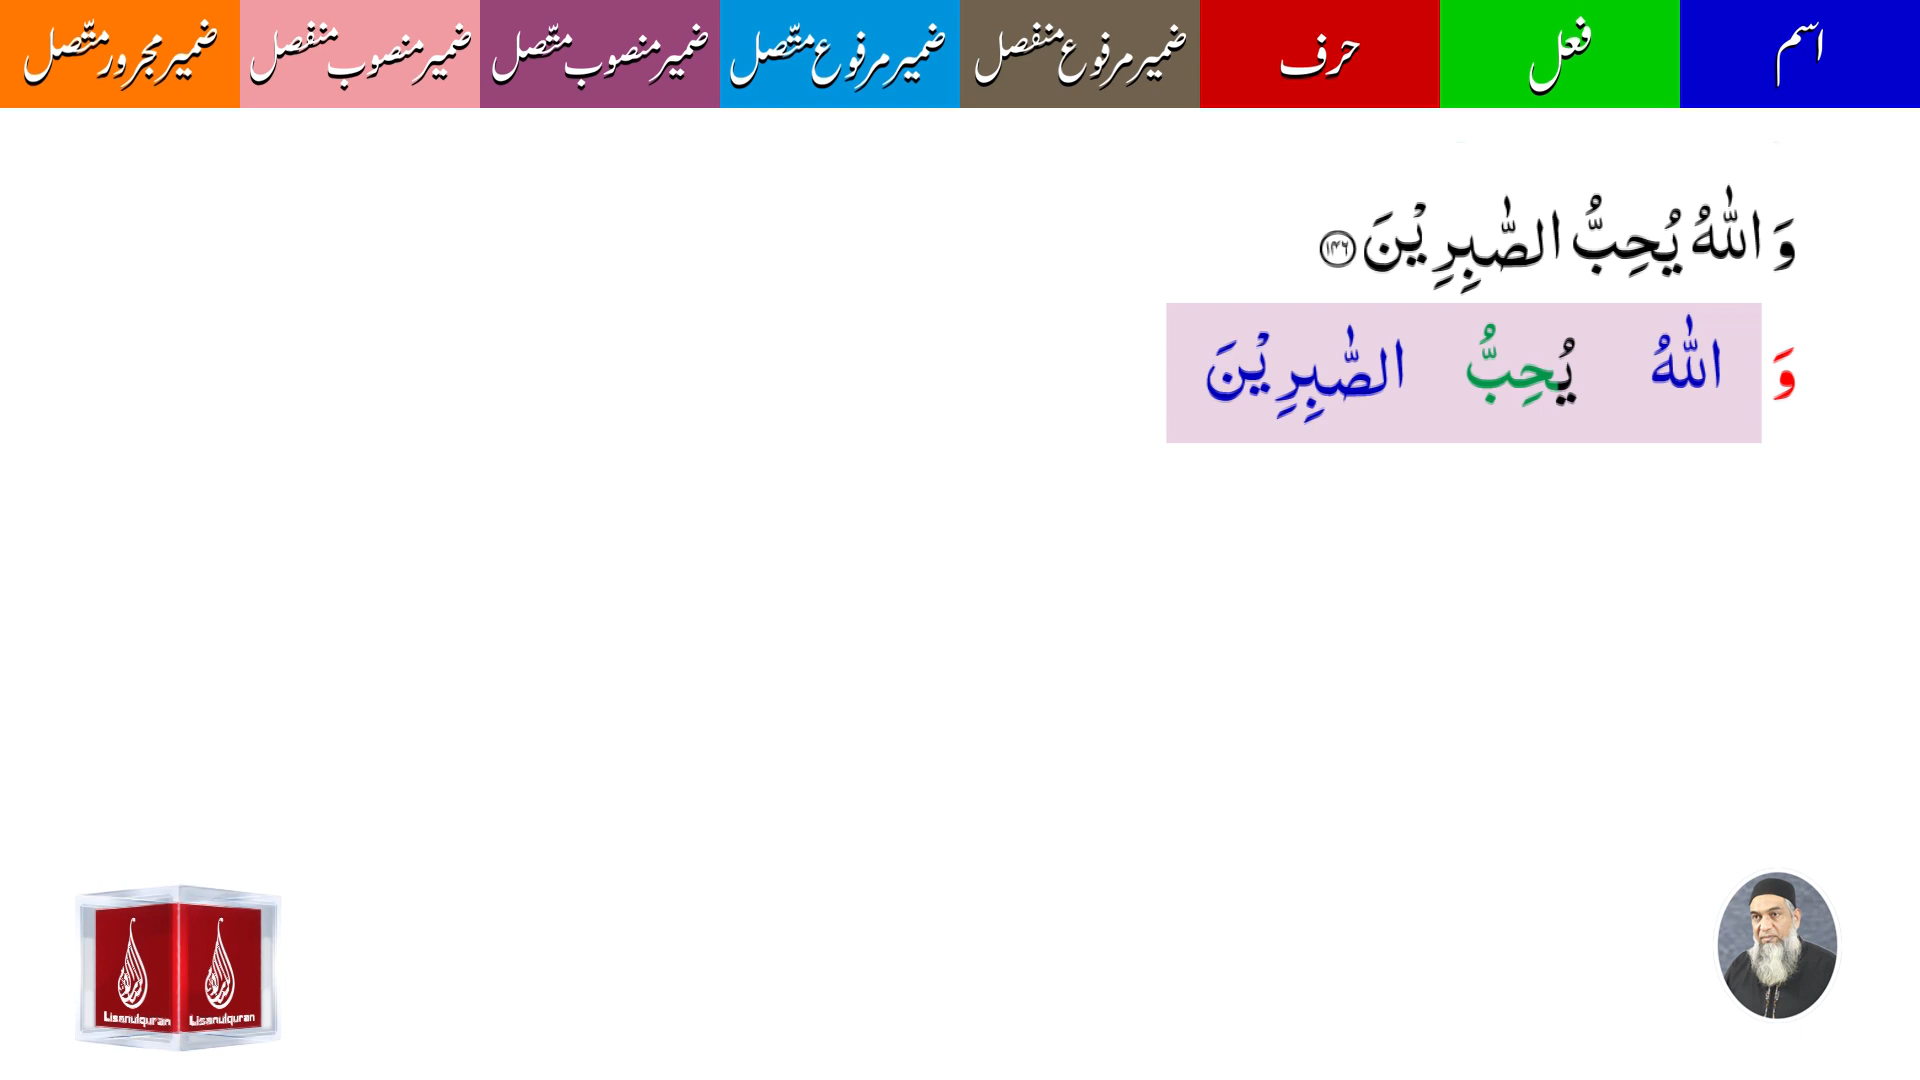 اسم فعل حرف ضمیر مرفوع منفصل ضمیر مرفوع متّصل ضمیر منصوب متّصل ضمیر منصوب منفصل ضمیر مجرور متّصل
وَ اللّٰهُ یُحِبُّ الصّٰبِرِیْنَ ﴿۱۴۶﴾
وَ اللّٰهُ یُحِبُّ الصّٰبِرِیْنَ
Lisanulquran Lisanulquran